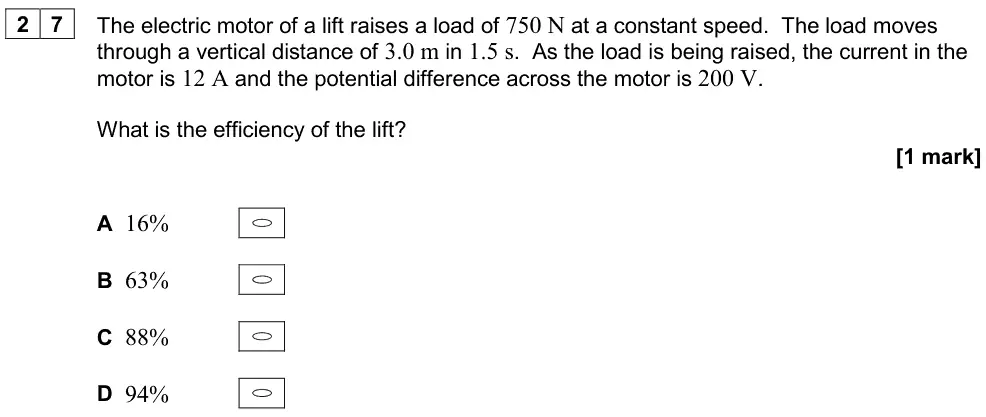 2 7 The electric motor of a lift raises a load of 750 N at a constant speed. The load moves
through a vertical distance of 3.0 m in 1.5 s. As the load is being raised, the current in the
motor is 12 A and the potential difference across the motor is 200 V.
What is the efficiency of the lift?
[1 mark]
A 16%
B 63%
C 88%
D 94%